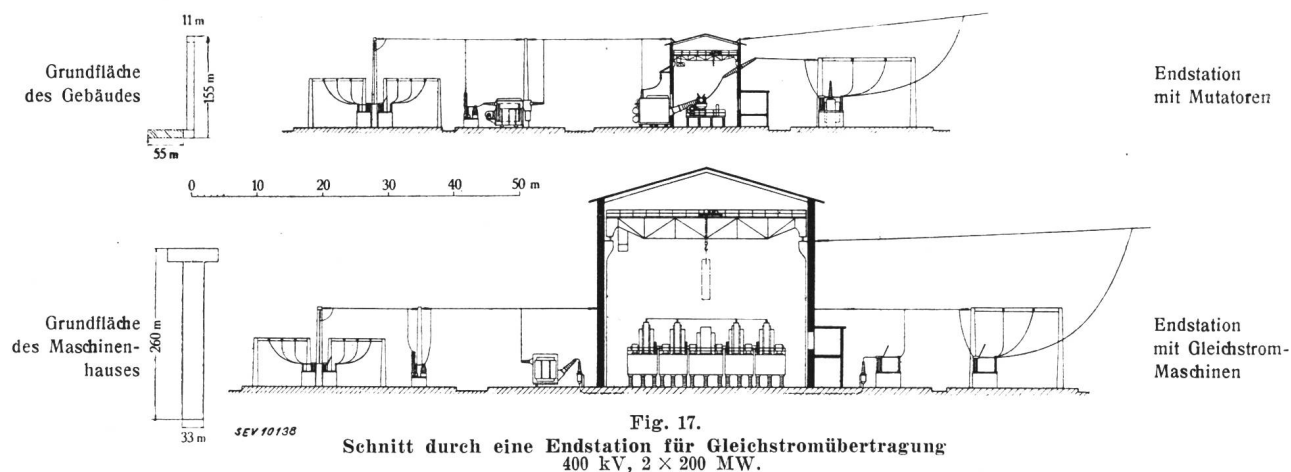 11 m
Grundfläche
des Gebäudes
155 m
55 m
Endstation
mit Mutatoren
0 10 20 30 40 50 m
Grundfläche
des Maschinen-
hauses
260 m
33 m
Endstation
mit Gleichstrom-
Maschinen
SEV 10138
Fig. 17.
Schnitt durch eine Endstation für Gleichstromübertragung
400 kV, 2 × 200 MW.